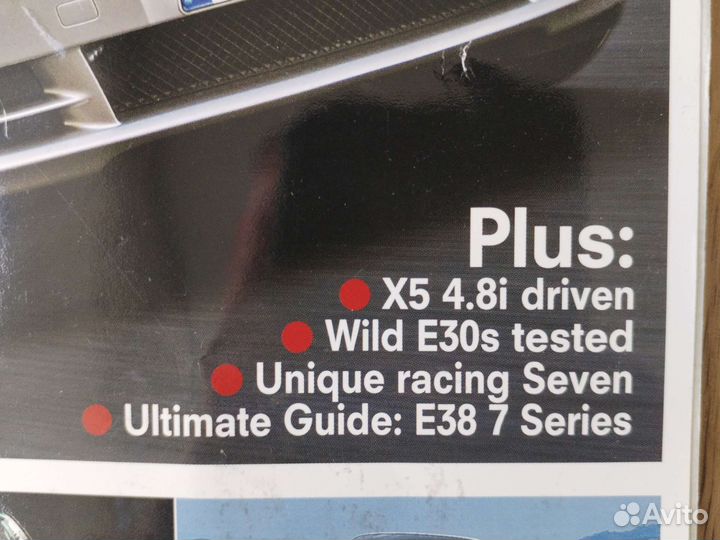 Plus:
X5 4.8i driven
Wild E30s tested
Unique racing Seven
Ultimate Guide: E38 7 Series
Avito